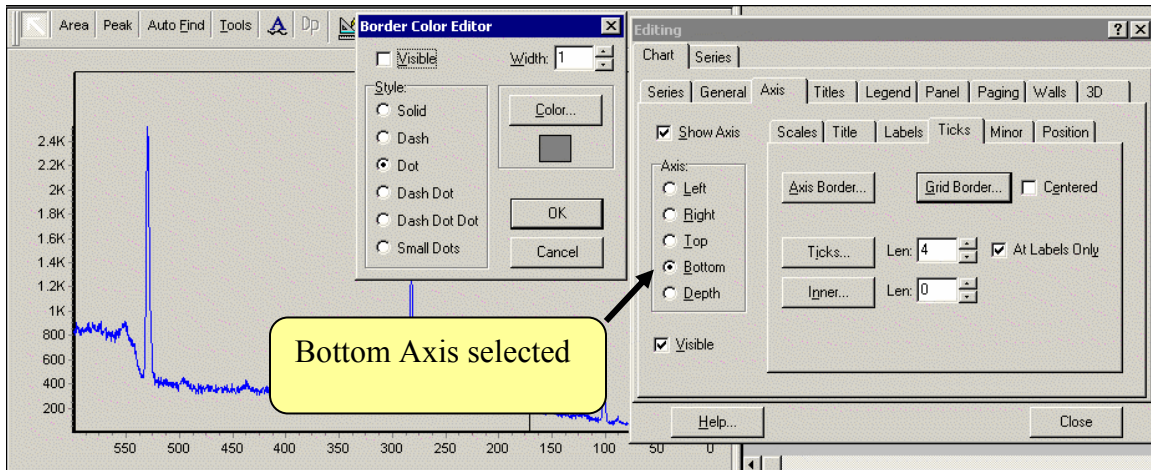 Area Peak Auto Find Tools A Dp
Border Color Editor
Visible Width: 1
Style:
Solid
Dash
Dot
Dash Dot
Dash Dot Dot
Small Dots
Color...
OK
Cancel
Editing
Chart Series
Series General Axis Titles Legend Panel Paging Walls 3D
Show Axis
Axis:
Left
Right
Top
Bottom
Depth
Visible
Scales Title Labels Ticks Minor Position
Axis Border... Grid Border... Centered
Ticks... Len: 4 At Labels Only
Inner... Len: 0
Help... Close
Bottom Axis selected
2.4K
2.2K
2K
1.8K
1.6K
1.4K
1.2K
1K
800
600
400
200
550 500 450 400 350 300 250 200 150 100 50 0